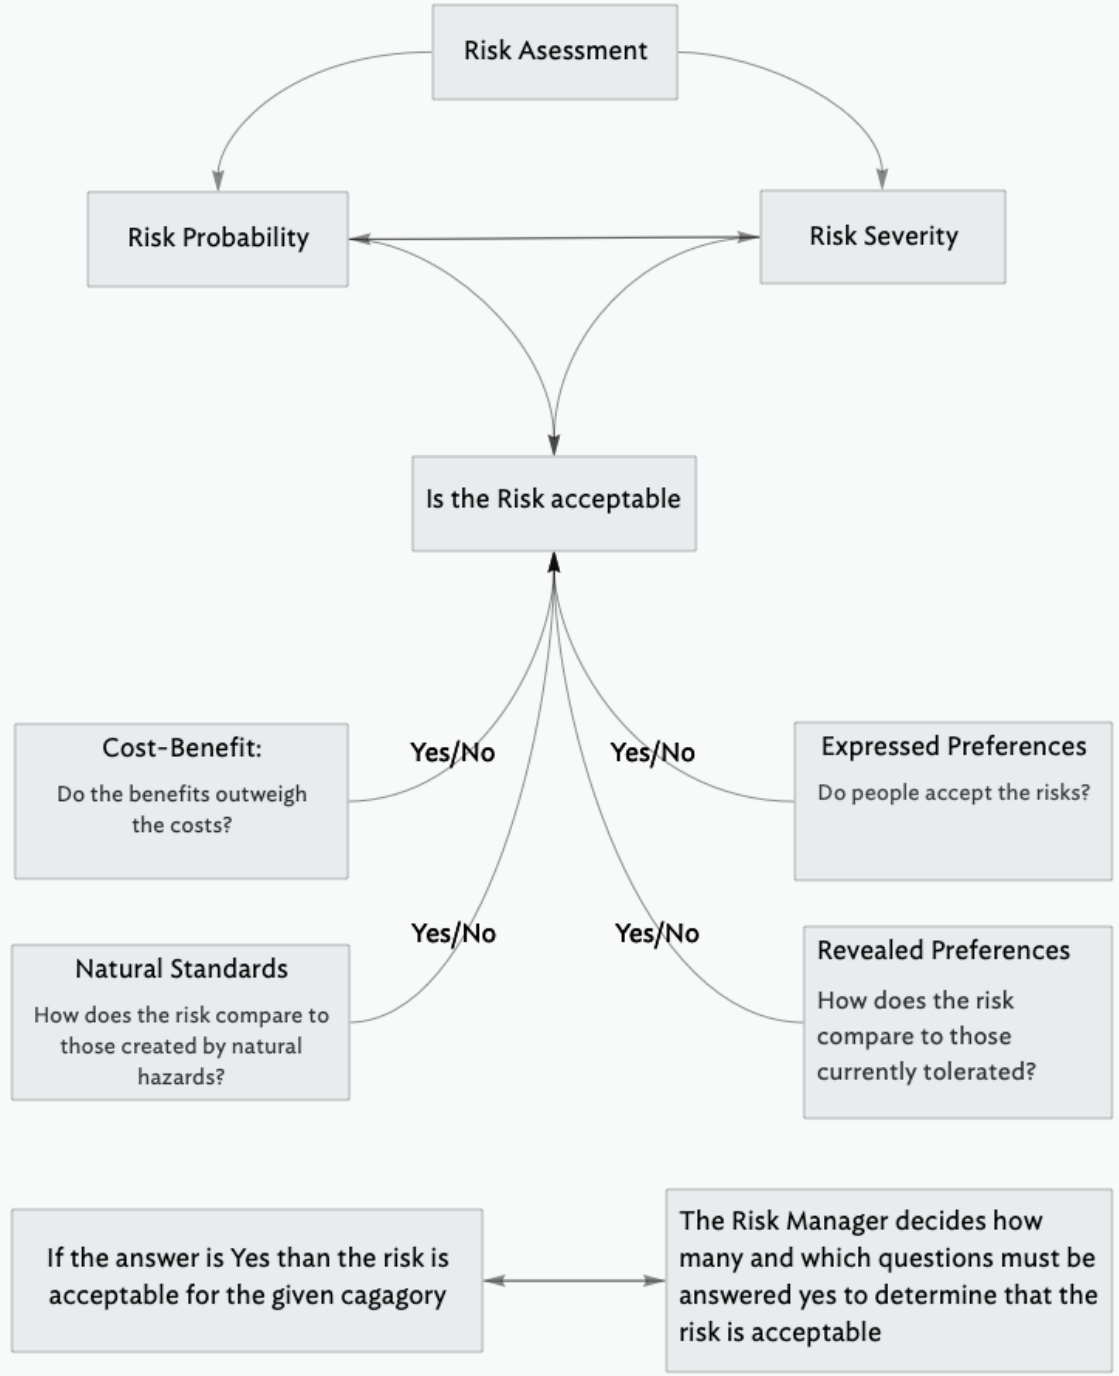 Risk Asessment
Risk Probability
Risk Severity
Is the Risk acceptable
Cost-Benefit:
Do the benefits outweigh
the costs?
Yes/No
Yes/No
Expressed Preferences
Do people accept the risks?
Natural Standards
How does the risk compare to
those created by natural
hazards?
Yes/No
Yes/No
Revealed Preferences
How does the risk
compare to those
currently tolerated?
If the answer is Yes than the risk is
acceptable for the given cagagory
The Risk Manager decides how
many and which questions must be
answered yes to determine that the
risk is acceptable